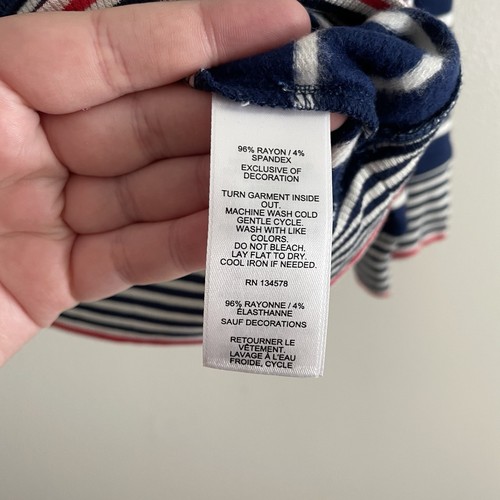 96% RAYON / 4%
SPANDEX
EXCLUSIVE OF
DECORATION
TURN GARMENT INSIDE
OUT.
MACHINE WASH COLD
GENTLE CYCLE.
WASH WITH LIKE
COLORS.
DO NOT BLEACH.
LAY FLAT TO DRY.
COOL IRON IF NEEDED.
RN 134578
96% RAYONNE / 4%
ÉLASTHANNE
SAUF DECORATIONS
RETOURNER LE
VÊTEMENT.
LAVAGE À L'EAU
FROIDE, CYCLE